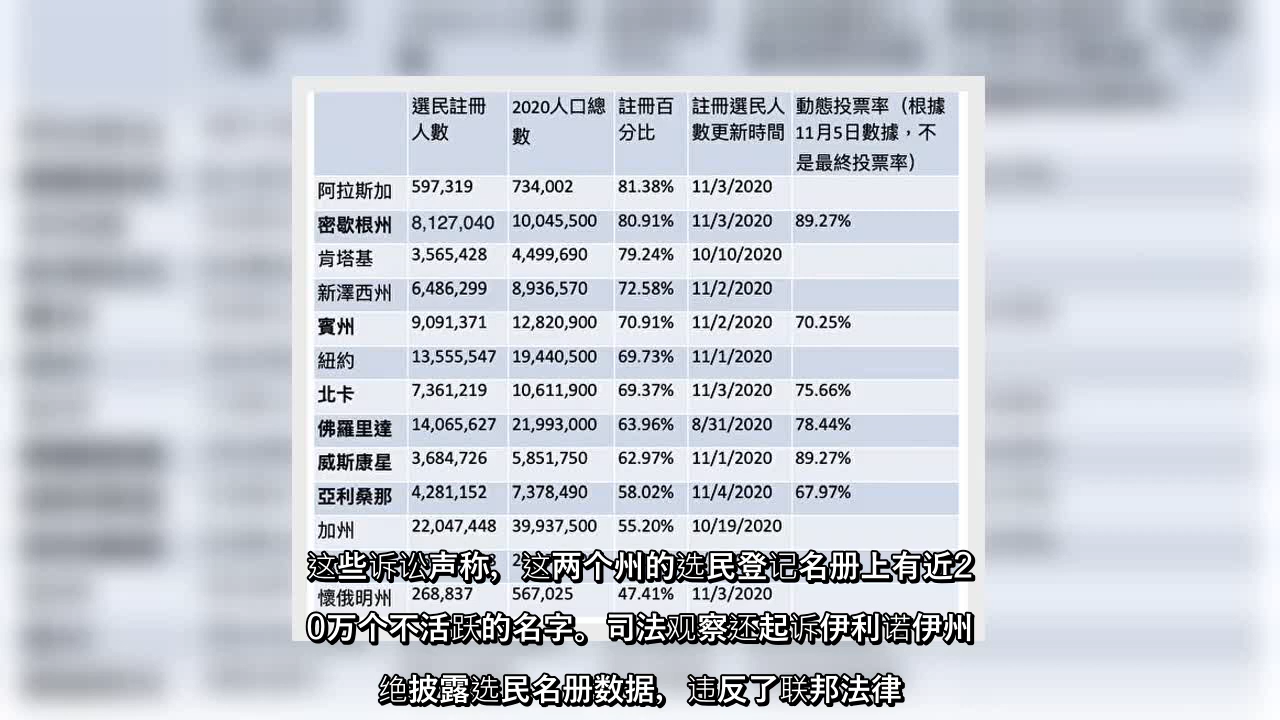 選民註冊人數 2020人口總數 註冊百分比 註冊選民人數更新時間 動態投票率（根據11月5日數據，不是最終投票率）
阿拉斯加 597,319 734,002 81.38% 11/3/2020
密歇根州 8,127,040 10,045,500 80.91% 11/3/2020 89.27%
肯塔基 3,565,428 4,499,690 79.24% 10/10/2020
新澤西州 6,486,299 8,936,570 72.58% 11/2/2020
賓州 9,091,371 12,820,900 70.91% 11/2/2020 70.25%
紐約 13,555,547 19,440,500 69.73% 11/1/2020
北卡 7,361,219 10,611,900 69.37% 11/3/2020 75.66%
佛羅里達 14,065,627 21,993,000 63.96% 8/31/2020 78.44%
威斯康星 3,684,726 5,851,750 62.97% 11/1/2020 89.27%
亞利桑那 4,281,152 7,378,490 58.02% 11/4/2020 67.97%
加州 22,047,448 39,937,500 55.20% 10/19/2020
懷俄明州 268,837 567,025 47.41% 11/3/2020
这些诉讼声称，这两个州的选民登记名册上有近2
0万个不活跃的名字。司法观察还起诉伊利诺伊州
绝披露选民名册数据，违反了联邦法律